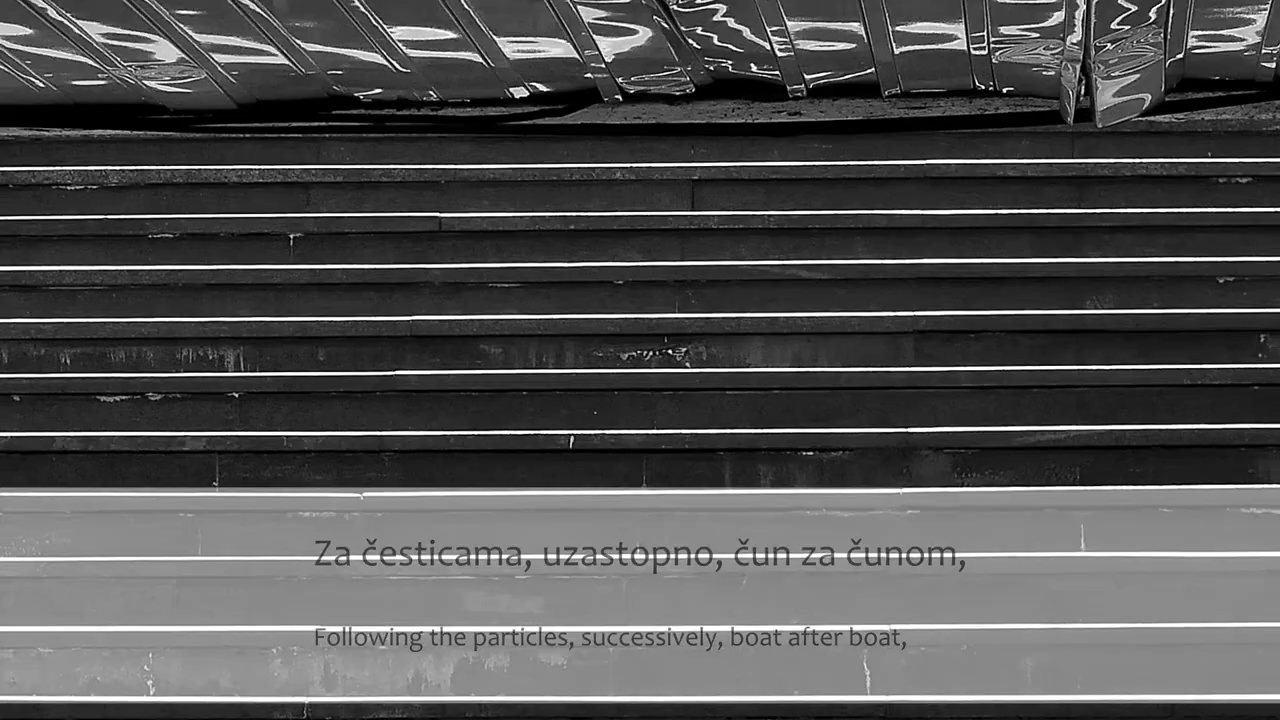 Za česticama, uzastopno, čun za čunom,
Following the particles, successively, boat after boat,